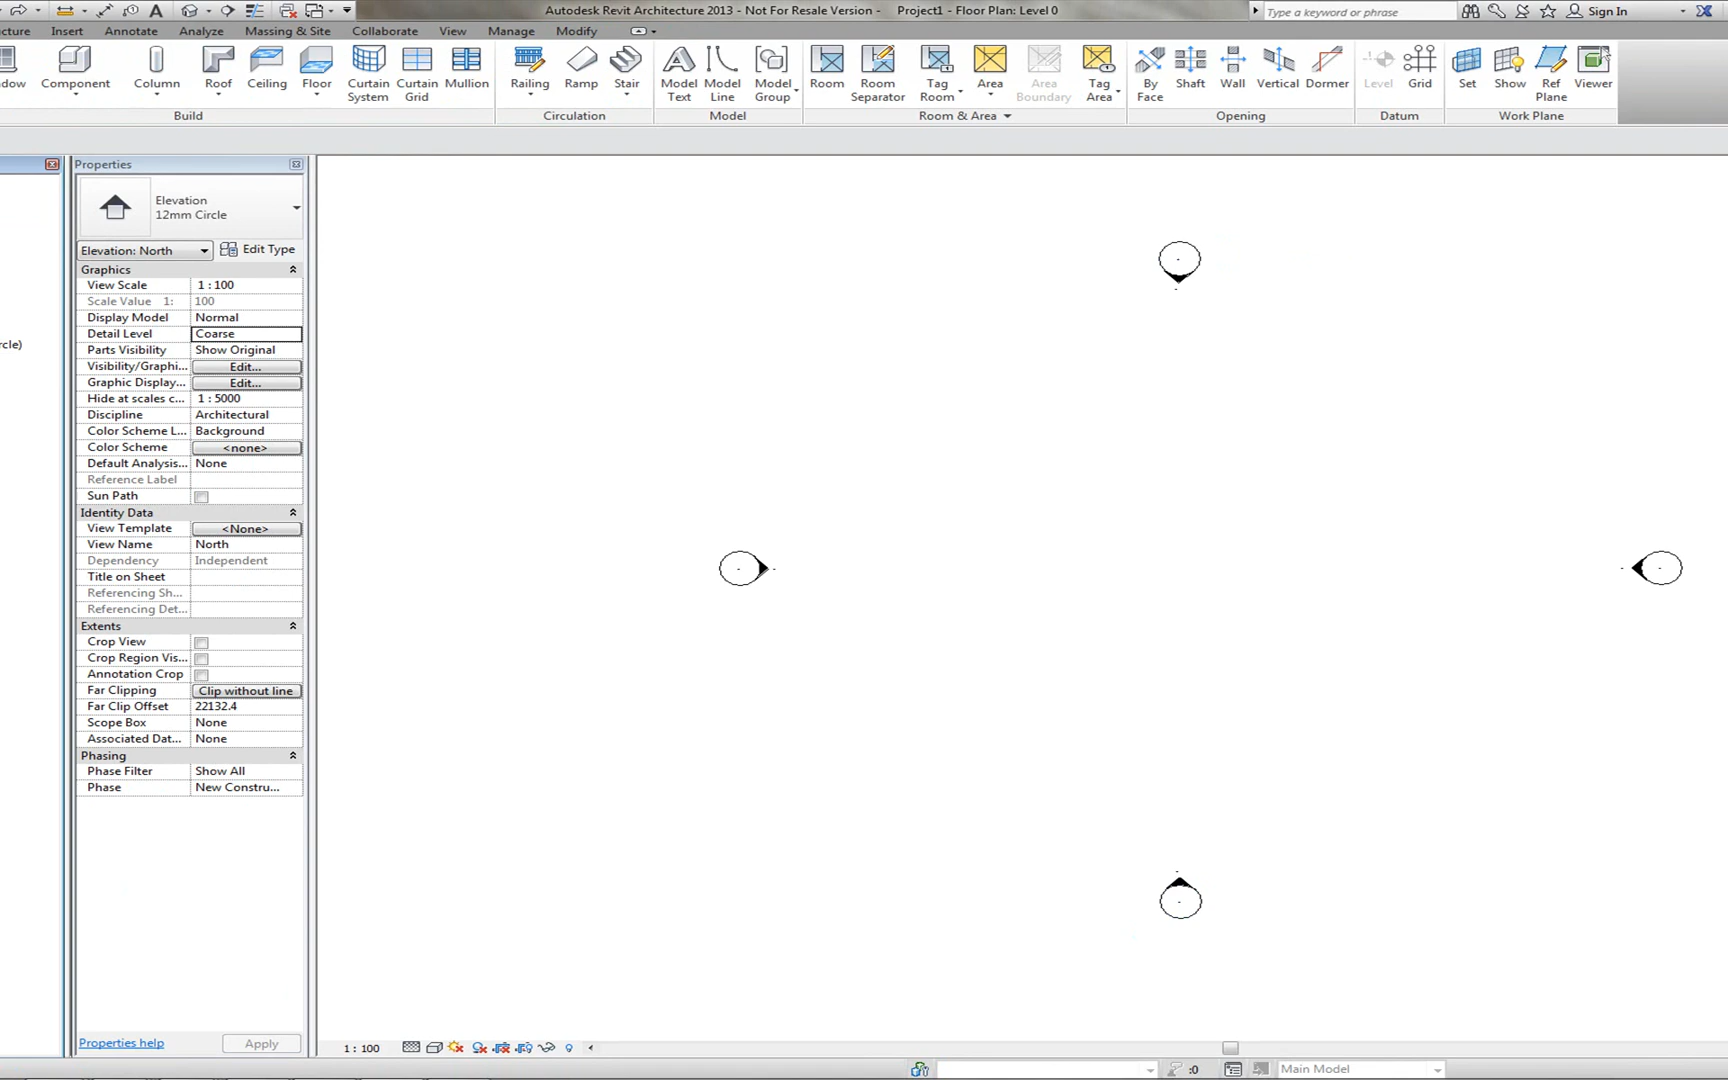 Autodesk Revit Architecture 2013 - Not For Resale Version - Project1 - Floor Plan: Level 0
Type a keyword or phrase
Sign In
cture Insert Annotate Analyze Massing & Site Collaborate View Manage Modify
ndow Component Column Roof Ceiling Floor Curtain System Curtain Grid Mullion Railing Ramp Stair Model Text Model Line Model Group Room Room Separator Tag Room Area Area Boundary Tag Area By Face Shaft Wall Vertical Dormer Level Grid Set Show Ref Plane Viewer
Build Circulation Model Room & Area Opening Datum Work Plane
Properties
Elevation
12mm Circle
Elevation: North Edit Type
Graphics
View Scale 1 : 100
Scale Value 1: 100
Display Model Normal
Detail Level Coarse
rcle)
Parts Visibility Show Original
Visibility/Graphi... Edit...
Graphic Display... Edit...
Hide at scales c... 1 : 5000
Discipline Architectural
Color Scheme L... Background
Color Scheme <none>
Default Analysis... None
Reference Label
Sun Path
Identity Data
View Template <None>
View Name North
Dependency Independent
Title on Sheet
Referencing Sh...
Referencing Det...
Extents
Crop View
Crop Region Vis...
Annotation Crop
Far Clipping Clip without line
Far Clip Offset 22132.4
Scope Box None
Associated Dat... None
Phasing
Phase Filter Show All
Phase New Constru...
Properties help Apply
1 : 100
:0 Main Model